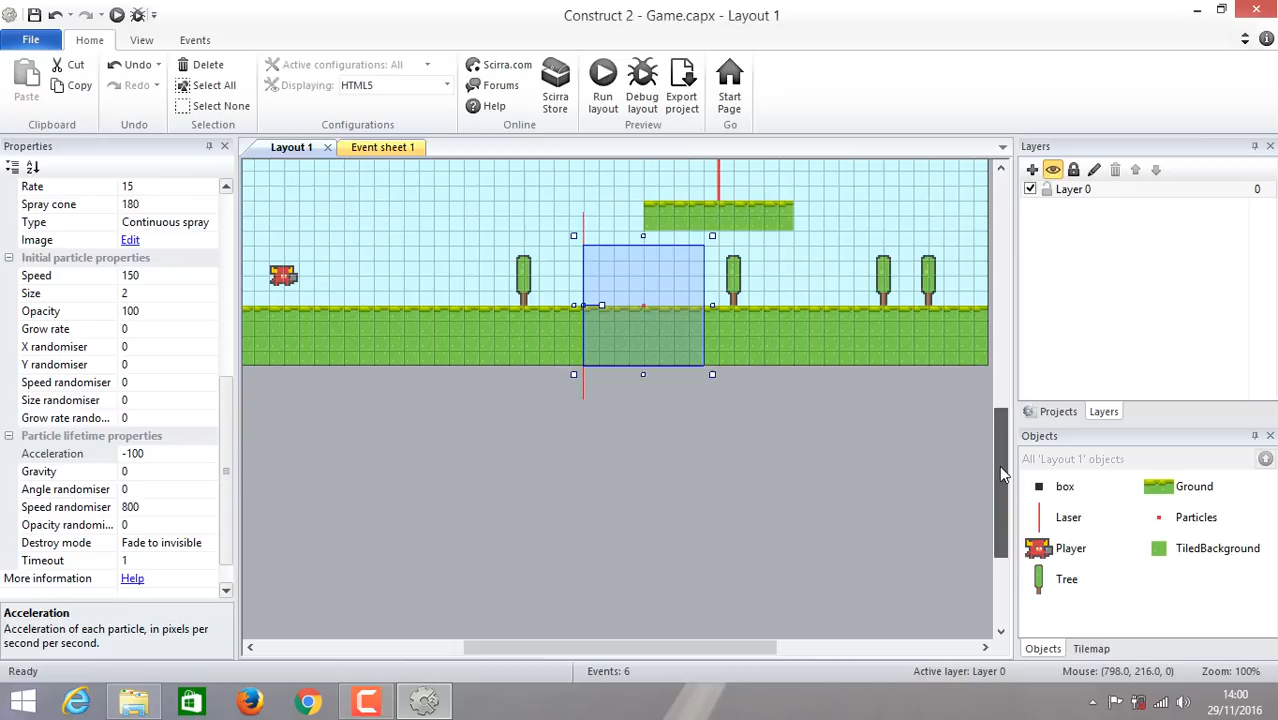 Construct 2 - Game.capx - Layout 1
File
Home
View
Events
Paste
Cut
Copy
Clipboard
Undo
Redo
Undo
Delete
Select All
Select None
Selection
Active configurations: All
Displaying: HTML5
Configurations
Scirra.com
Forums
Help
Scirra Store
Online
Run layout
Debug layout
Export project
Preview
Start Page
Go
Properties
Layout 1
Event sheet 1
Rate 15
Spray cone 180
Type Continuous spray
Image Edit
Initial particle properties
Speed 150
Size 2
Opacity 100
Grow rate 0
X randomiser 0
Y randomiser 0
Speed randomiser 0
Size randomiser 0
Grow rate rando... 0
Particle lifetime properties
Acceleration -100
Gravity 0
Angle randomiser 0
Speed randomiser 800
Opacity randomi... 0
Destroy mode Fade to invisible
Timeout 1
More information Help
Acceleration
Acceleration of each particle, in pixels per second per second.
Layers
Layer 0 0
Projects
Layers
Objects
All 'Layout 1' objects
box
Ground
Laser
Particles
Player
TiledBackground
Tree
Objects
Tilemap
Ready
Events: 6
Active layer: Layer 0
Mouse: (798.0, 216.0, 0)
Zoom: 100%
14:00
29/11/2016